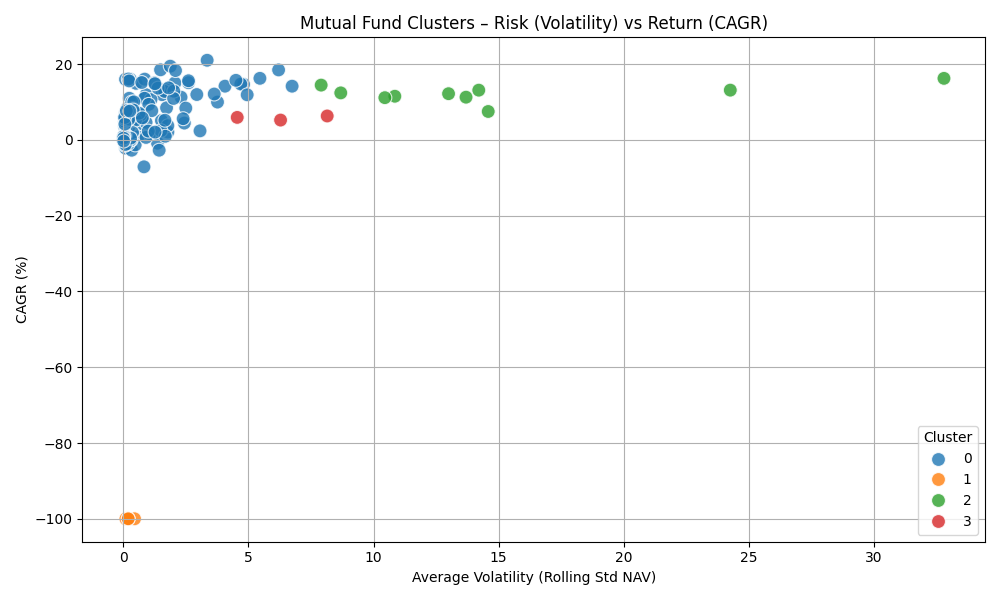 Mutual Fund Clusters – Risk (Volatility) vs Return (CAGR)
CAGR (%)
20
0
−20
−40
−60
−80
−100
Cluster
0
1
2
3
0 5 10 15 20 25 30
Average Volatility (Rolling Std NAV)